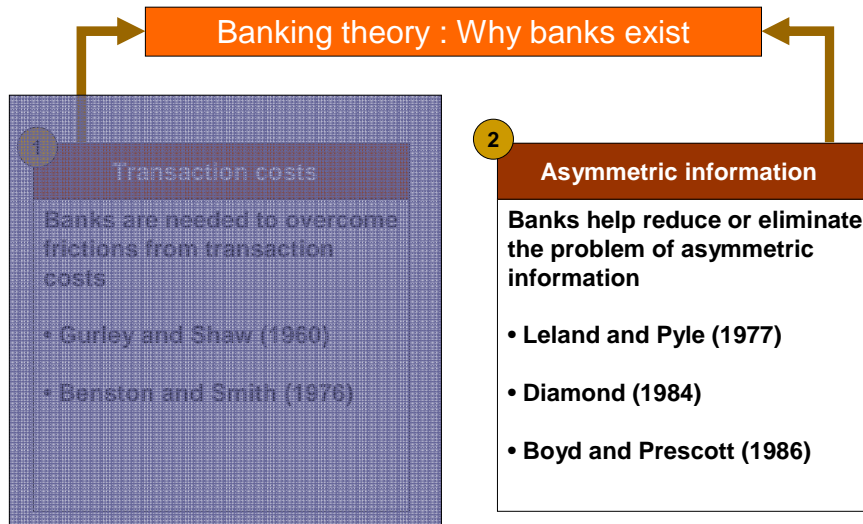 Banking theory : Why banks exist
1
Transaction costs
Banks are needed to overcome
frictions from transaction
costs
• Gurley and Shaw (1960)
• Benston and Smith (1976)
2
Asymmetric information
Banks help reduce or eliminate
the problem of asymmetric
information
• Leland and Pyle (1977)
• Diamond (1984)
• Boyd and Prescott (1986)